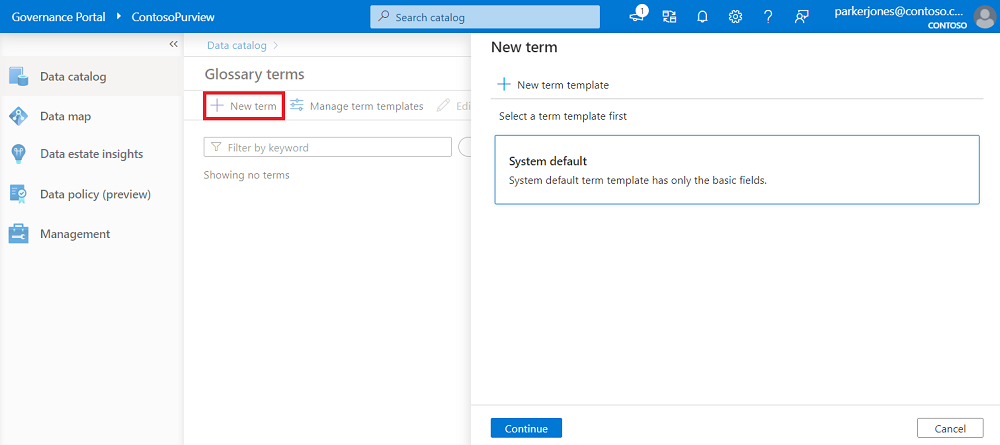 Governance Portal ContosoPurview
Search catalog
1
parkerjones@contoso.c...
CONTOSO
«
Data catalog
Data map
Data estate insights
Data policy (preview)
Management
Data catalog
Glossary terms
New term
Manage term templates
Edi
Filter by keyword
Showing no terms
New term
New term template
Select a term template first
System default
System default term template has only the basic fields.
Continue
Cancel